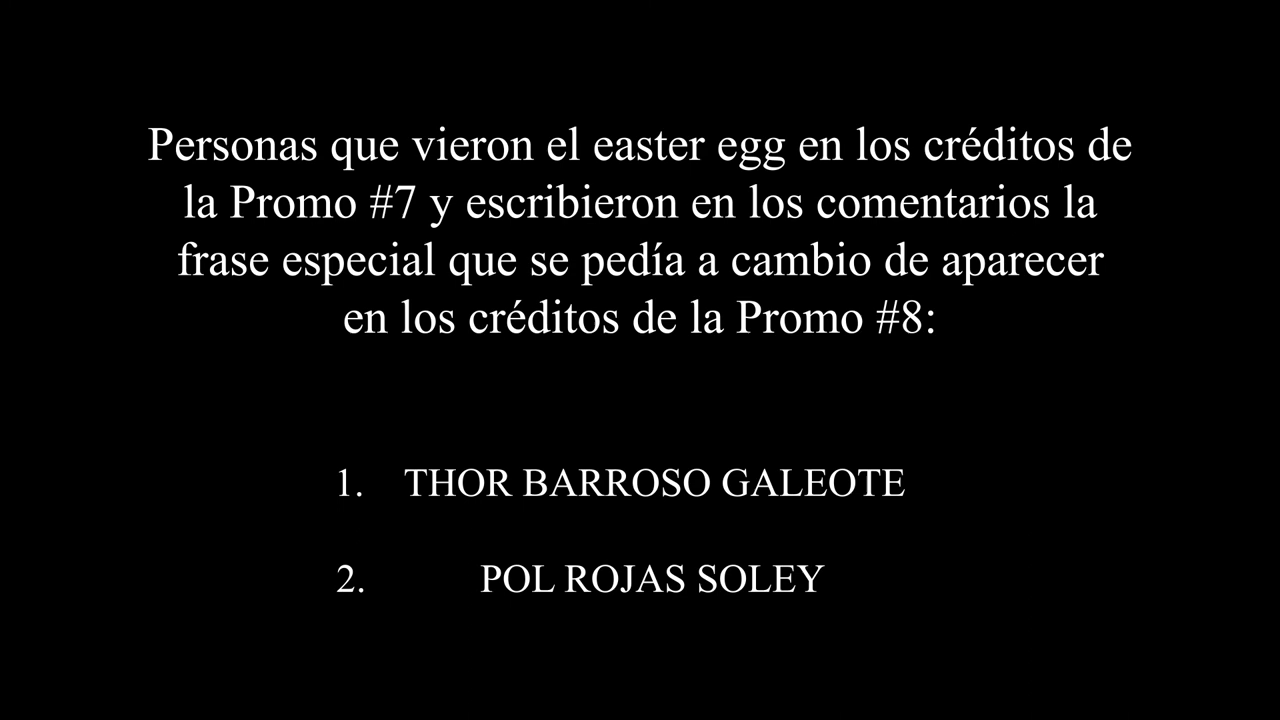 Personas que vieron el easter egg en los créditos de
la Promo #7 y escribieron en los comentarios la
frase especial que se pedía a cambio de aparecer
en los créditos de la Promo #8:
1. THOR BARROSO GALEOTE
2. POL ROJAS SOLEY